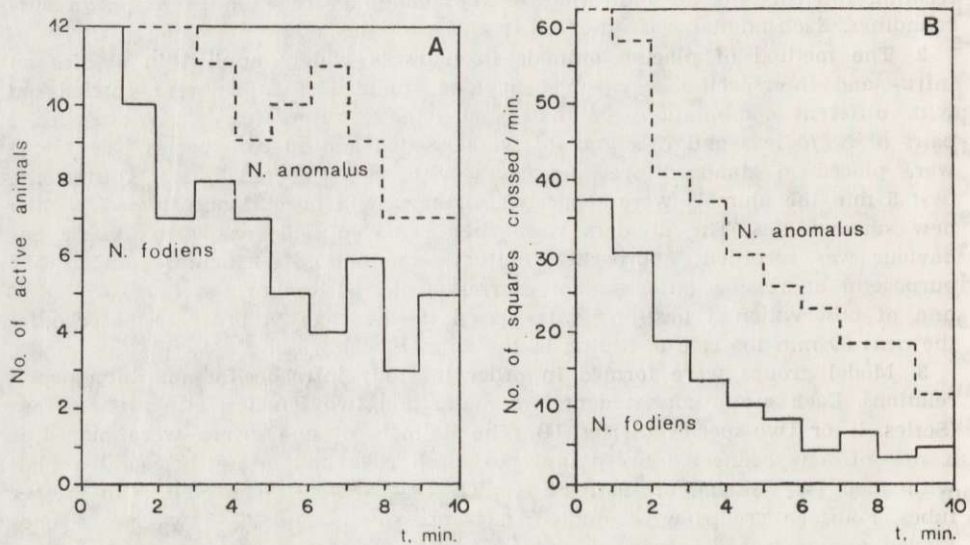 A
No. of active animals
12
10
8
6
4
2
0
N. anomalus
N. fodiens
0 2 4 6 8 10
t, min.
B
No. of squares crossed / min.
60
50
40
30
20
10
0
N. anomalus
N. fodiens
0 2 4 6 8 10
t, min.